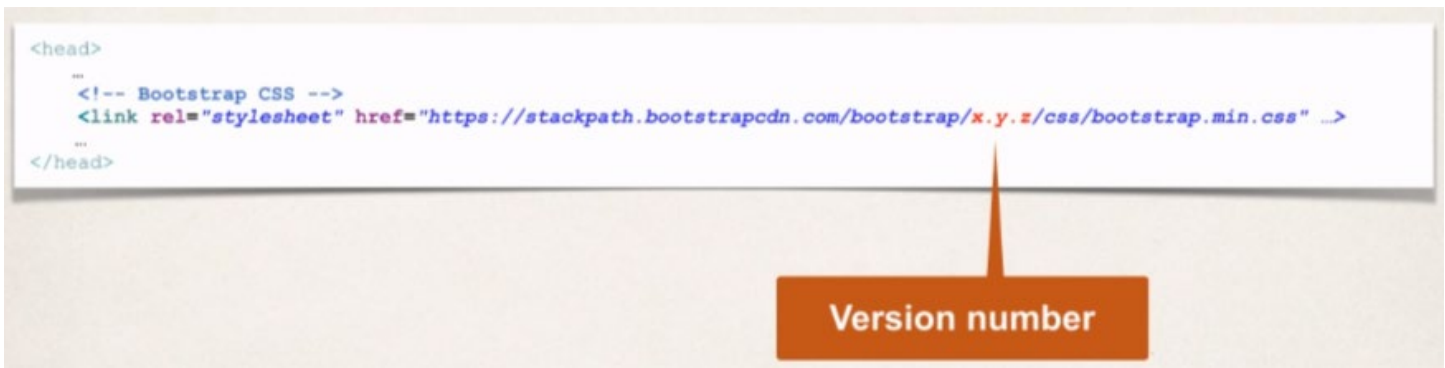 <head>
…
<!-- Bootstrap CSS -->
<link rel="stylesheet" href="https://stackpath.bootstrapcdn.com/bootstrap/x.y.z/css/bootstrap.min.css" …>
…
</head>
Version number